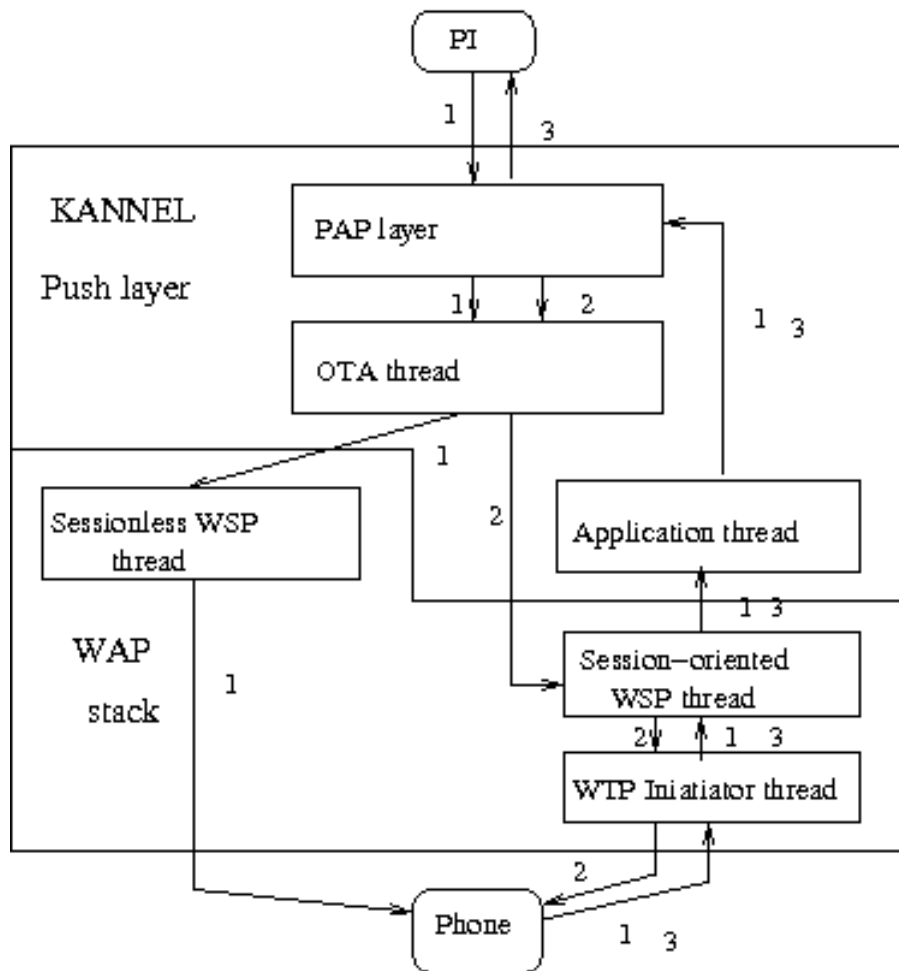 PI
1
3
KANNEL
Push layer
PAP layer
1
2
1 3
OTA thread
1
2
Sessionless WSP
thread
Application thread
1 3
WAP
stack
1
Session-oriented
WSP thread
2
1 3
WTP Iniatiator thread
2
Phone
1 3